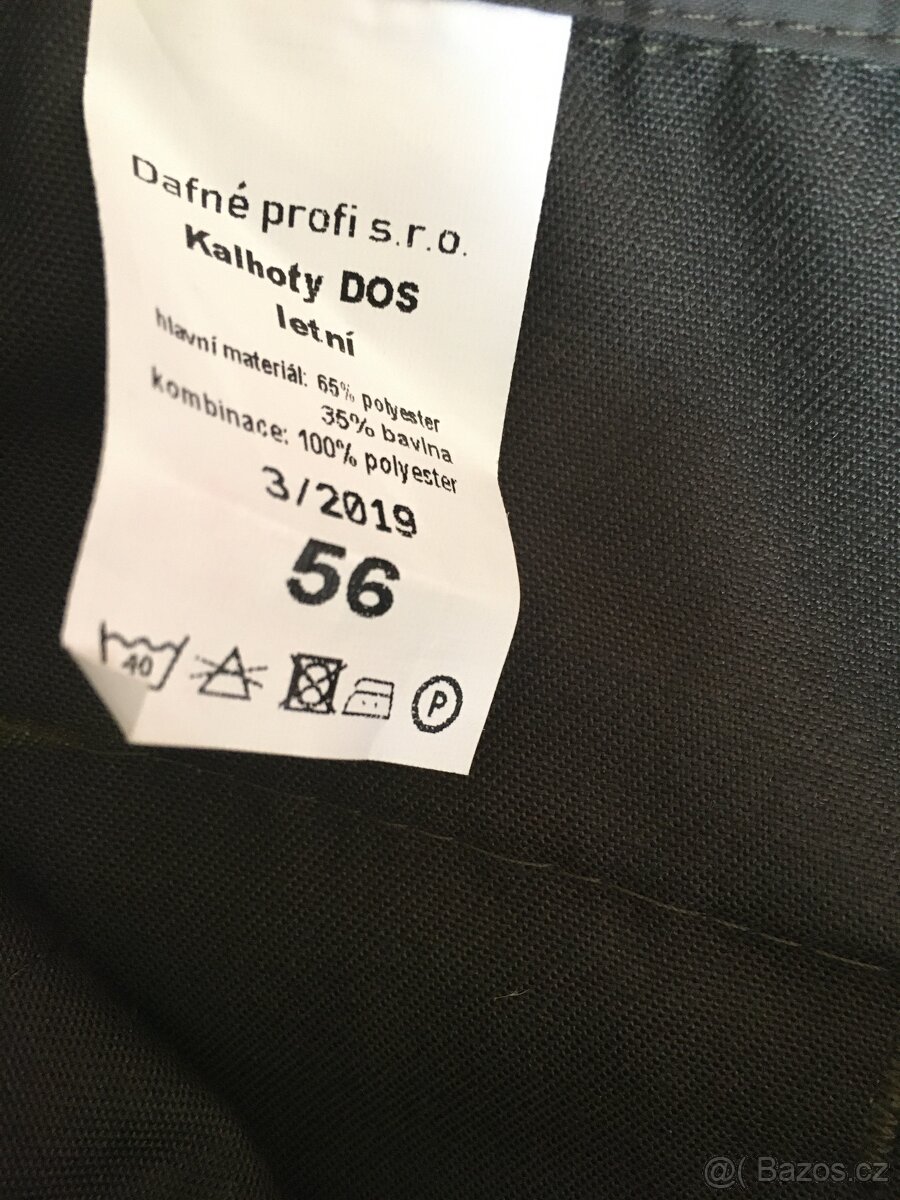 Dafné profi s.r.o.
Kalhoty DOS
letní
hlavní materiál: 65% polyester
35% bavlna
kombinace: 100% polyester
3/2019
56
40
P
@( Bazos.cz